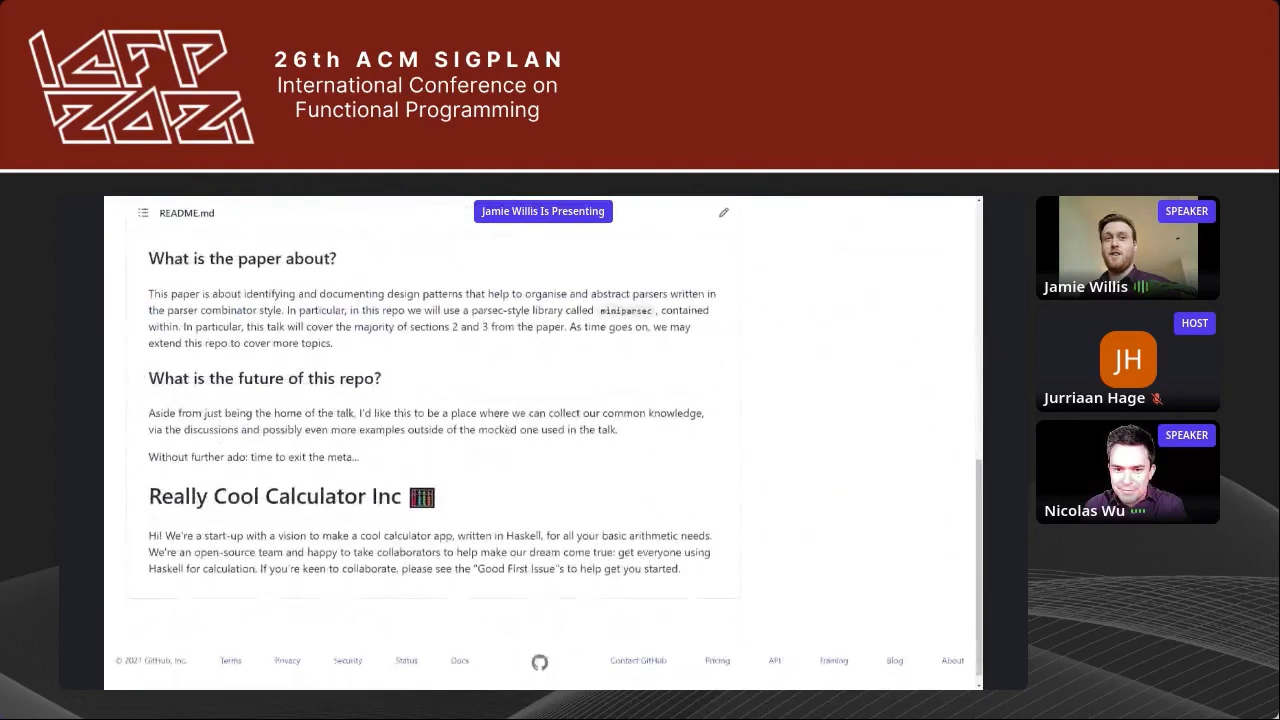 ICFP
2021
26th ACM SIGPLAN
International Conference on
Functional Programming
README.md
Jamie Willis Is Presenting
What is the paper about?
This paper is about identifying and documenting design patterns that help to organise and abstract parsers written in
the parser combinator style. In particular, in this repo we will use a parsec-style library called miniparsec, contained
within. In particular, this talk will cover the majority of sections 2 and 3 from the paper. As time goes on, we may
extend this repo to cover more topics.
What is the future of this repo?
Aside from just being the home of the talk, I'd like this to be a place where we can collect our common knowledge,
via the discussions and possibly even more examples outside of the mocked one used in the talk.
Without further ado: time to exit the meta...
Really Cool Calculator Inc
Hi! We're a start-up with a vision to make a cool calculator app, written in Haskell, for all your basic arithmetic needs.
We're an open-source team and happy to take collaborators to help make our dream come true: get everyone using
Haskell for calculation. If you're keen to collaborate, please see the "Good First Issue"s to help get you started.
© 2021 GitHub, Inc. Terms Privacy Security Status Docs Contact GitHub Pricing API Training Blog About
SPEAKER
Jamie Willis
HOST
JH
Jurriaan Hage
SPEAKER
Nicolas Wu